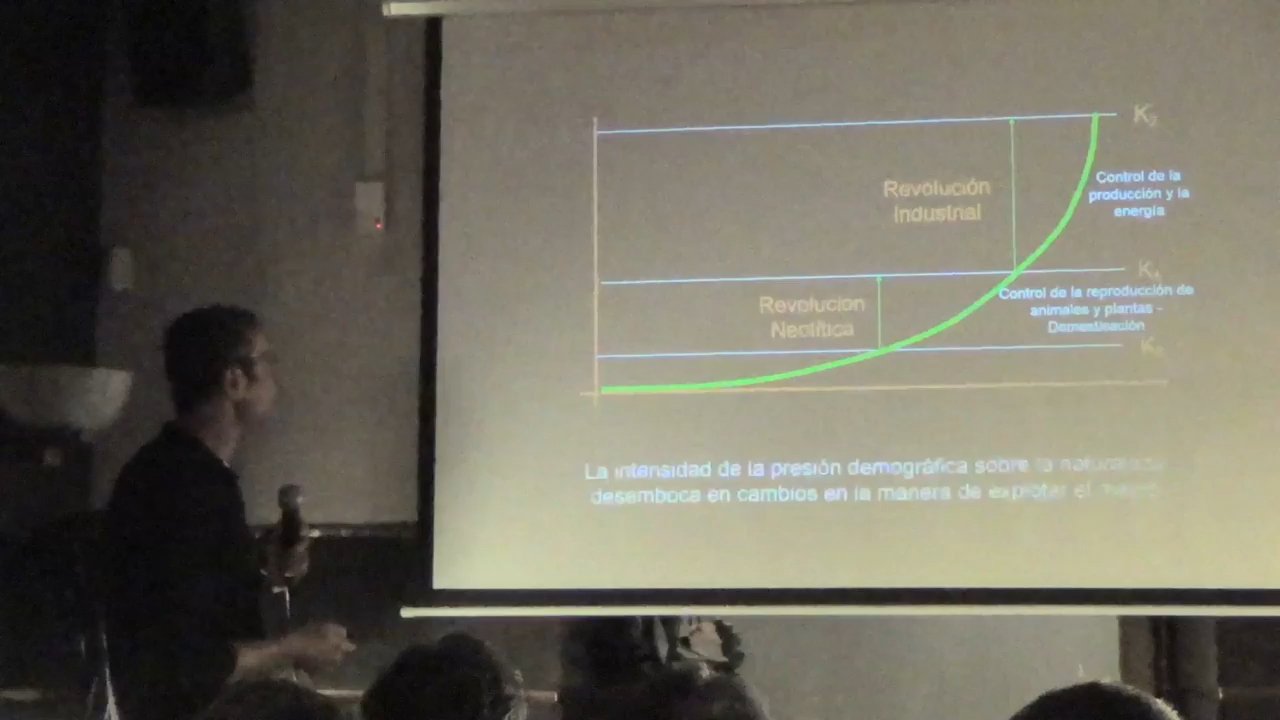 K₂
Control de la
producción y la
energía
Revolución
Industrial
K₁
Control de la reproducción de
animales y plantas -
Domesticación
Revolución
Neolítica
La intensidad de la presión demográfica sobre la naturaleza
desemboca en cambios en la manera de explotar el medio